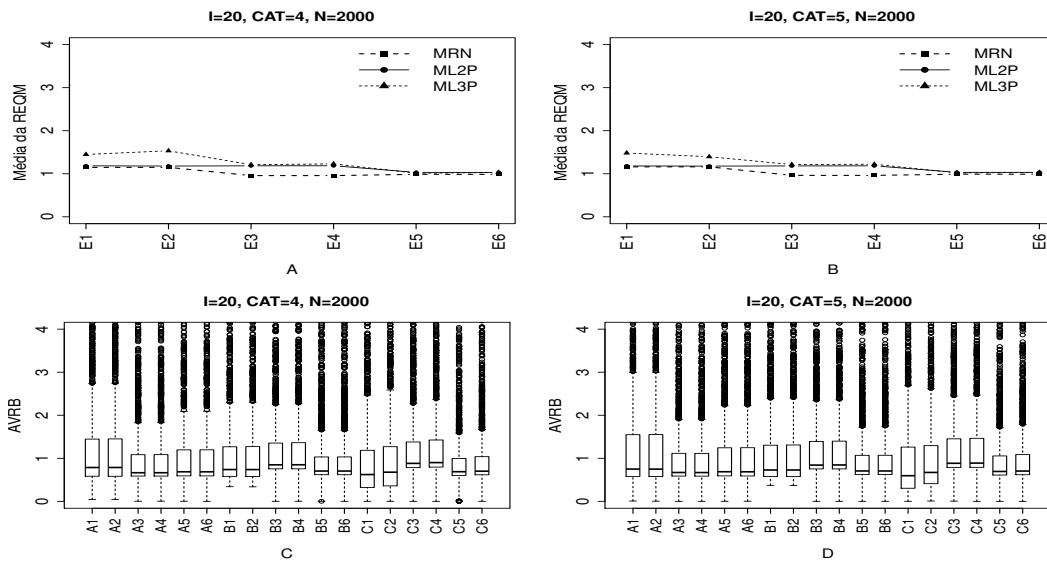 I=20, CAT=4, N=2000
Média da REQM
4
3
2
1
0
MRN
ML2P
ML3P
E1 E2 E3 E4 E5 E6
A
I=20, CAT=5, N=2000
Média da REQM
4
3
2
1
0
MRN
ML2P
ML3P
E1 E2 E3 E4 E5 E6
B
I=20, CAT=4, N=2000
AVRB
4
3
2
1
0
A1 A2 A3 A4 A5 A6 B1 B2 B3 B4 B5 B6 C1 C2 C3 C4 C5 C6
C
I=20, CAT=5, N=2000
AVRB
4
3
2
1
0
A1 A2 A3 A4 A5 A6 B1 B2 B3 B4 B5 B6 C1 C2 C3 C4 C5 C6
D